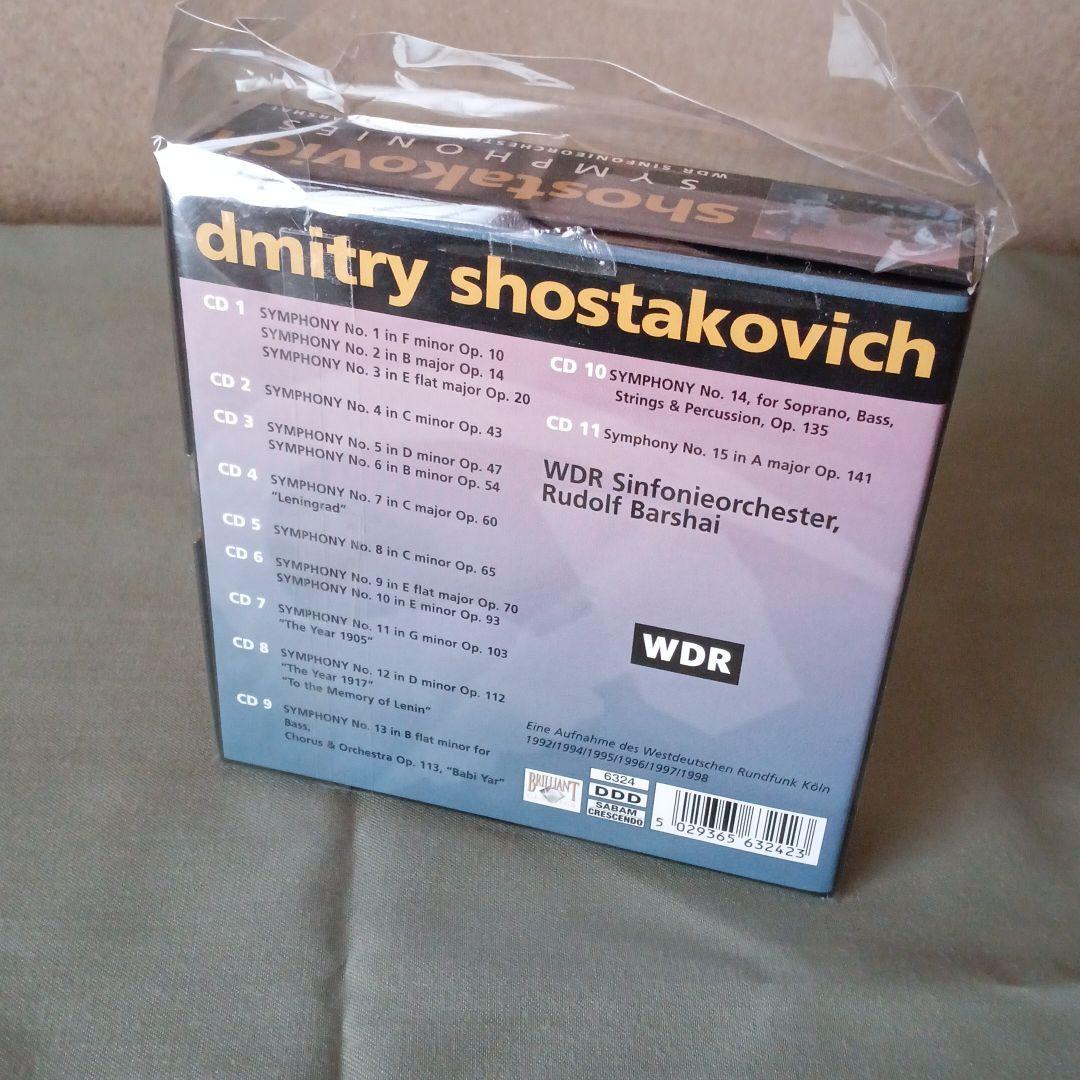 SYMPHONIES
WDR SINFONIEORCHESTER
shostakovich
dmitry shostakovich
CD 1 SYMPHONY No. 1 in F minor Op. 10
SYMPHONY No. 2 in B major Op. 14
SYMPHONY No. 3 in E flat major Op. 20
CD 2 SYMPHONY No. 4 in C minor Op. 43
CD 3 SYMPHONY No. 5 in D minor Op. 47
SYMPHONY No. 6 in B minor Op. 54
CD 4 SYMPHONY No. 7 in C major Op. 60
"Leningrad"
CD 5 SYMPHONY No. 8 in C minor Op. 65
CD 6 SYMPHONY No. 9 in E flat major Op. 70
SYMPHONY No. 10 in E minor Op. 93
CD 7 SYMPHONY No. 11 in G minor Op. 103
"The Year 1905"
CD 8 SYMPHONY No. 12 in D minor Op. 112
"The Year 1917"
"To the Memory of Lenin"
CD 9 SYMPHONY No. 13 in B flat minor for
Bass,
Chorus & Orchestra Op. 113, "Babi Yar"
CD 10 SYMPHONY No. 14, for Soprano, Bass,
Strings & Percussion, Op. 135
CD 11 Symphony No. 15 in A major Op. 141
WDR Sinfonieorchester,
Rudolf Barshai
WDR
Eine Aufnahme des Westdeutschen Rundfunk Köln
1992/1994/1995/1996/1997/1998
BRILLIANT
6324
DDD
SABAM
CRESCENDO
5 029365 632423